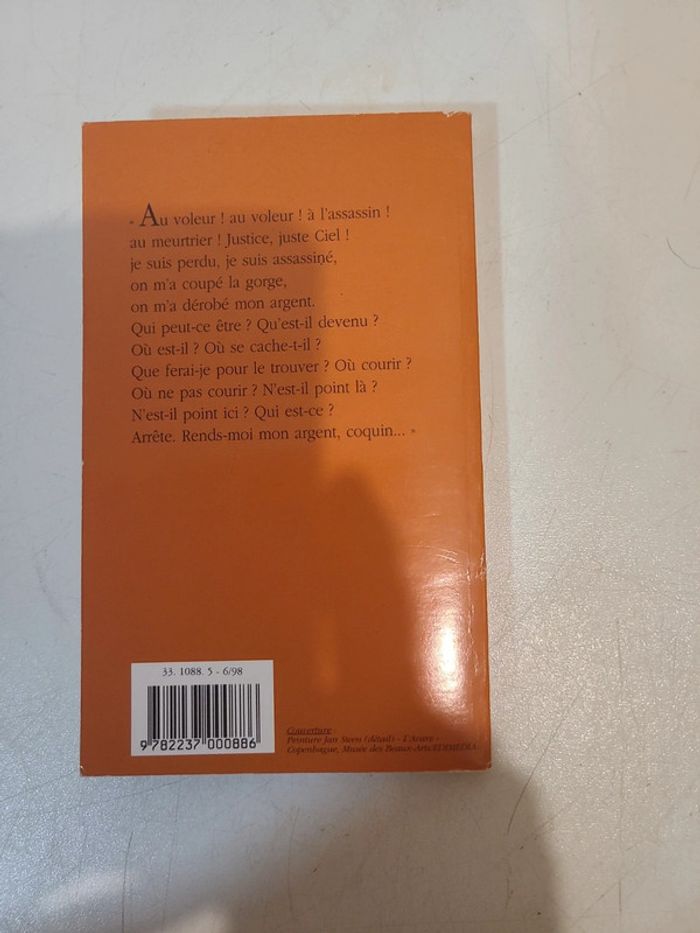 « Au voleur ! au voleur ! à l'assassin !
au meurtrier ! Justice, juste Ciel !
je suis perdu, je suis assassiné,
on m'a coupé la gorge,
on m'a dérobé mon argent.
Qui peut-ce être ? Qu'est-il devenu ?
Où est-il ? Où se cache-t-il ?
Que ferai-je pour le trouver ? Où courir ?
Où ne pas courir ? N'est-il point là ?
N'est-il point ici ? Qui est-ce ?
Arrête. Rends-moi mon argent, coquin... »
33. 1088. 5 - 6/98
9 782237 000886
Couverture
Peinture Jan Steen (détail) - L'Avare -
Copenhague, Musée des Beaux-Arts/EDIMEDIA